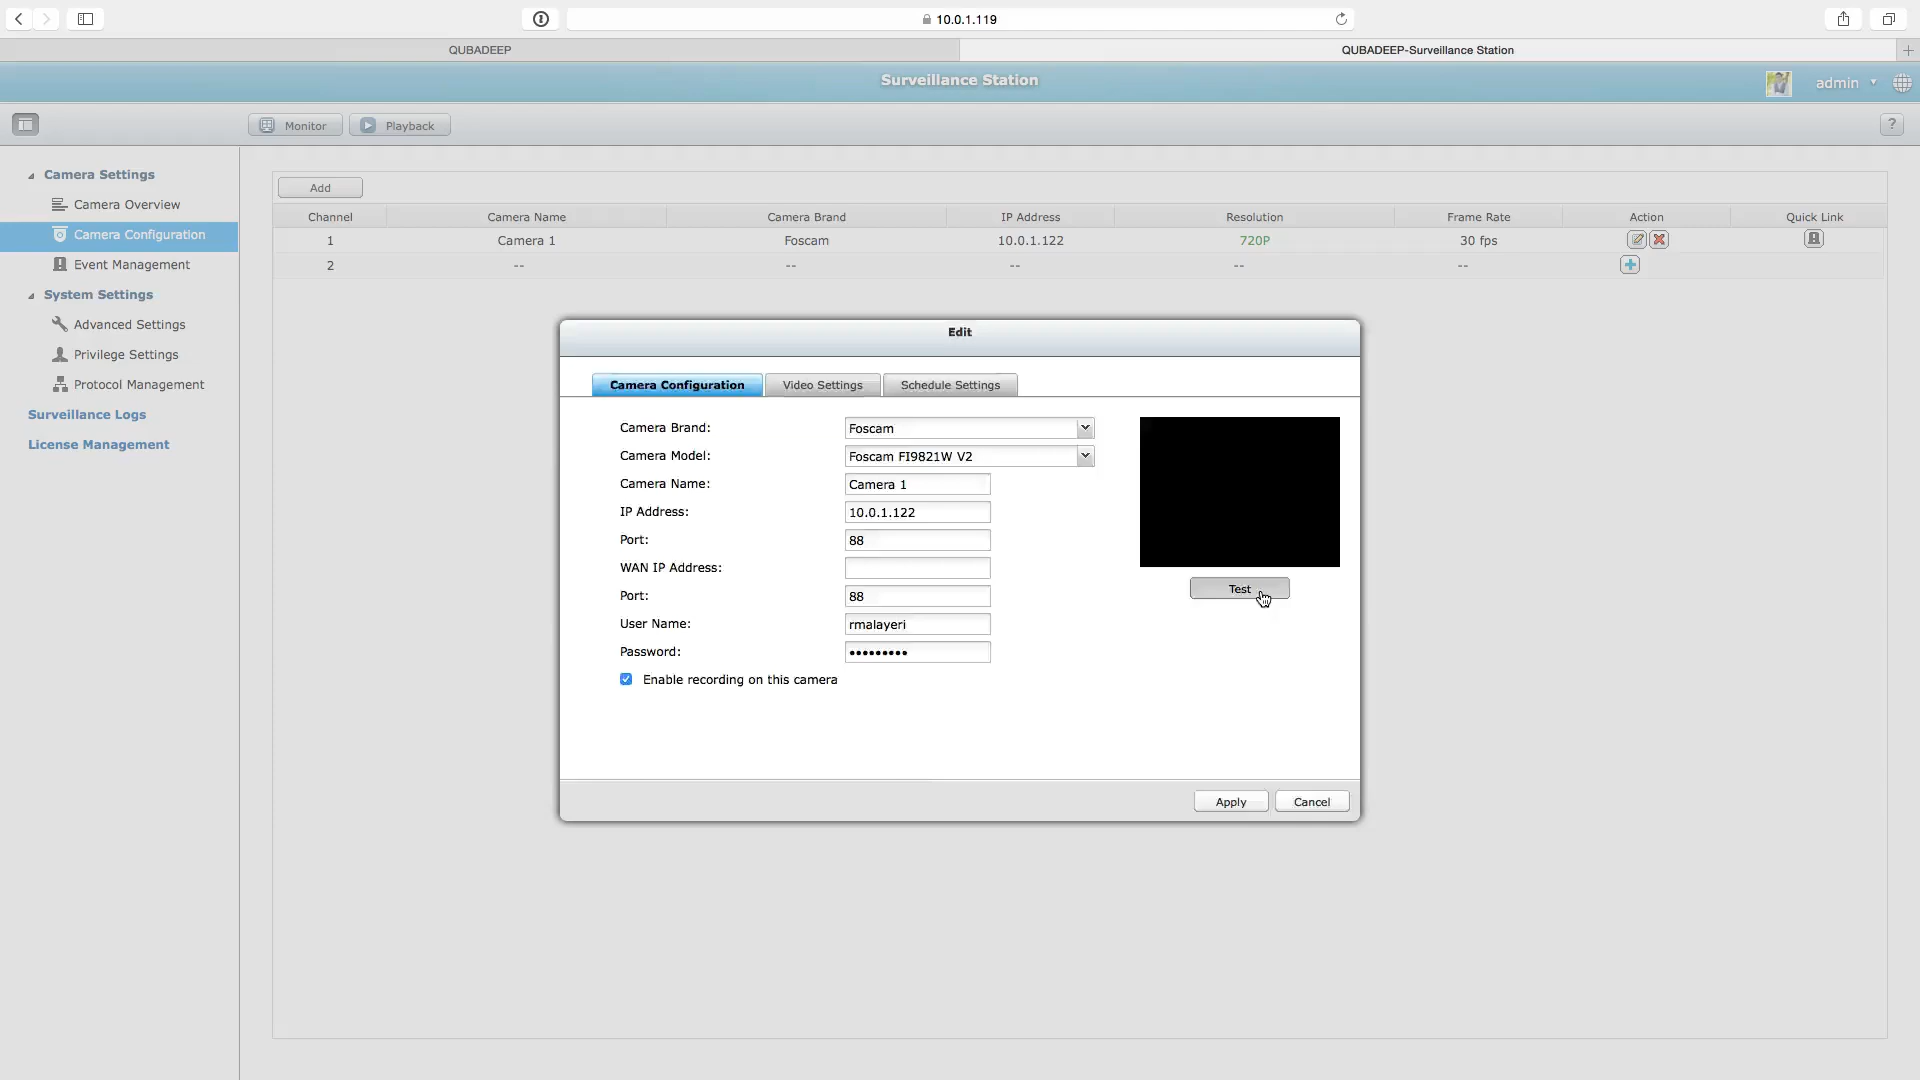 10.0.1.119
QUBADEEP
QUBADEEP-Surveillance Station
Surveillance Station
admin
Monitor
Playback
?
Camera Settings
Camera Overview
Camera Configuration
Event Management
System Settings
Advanced Settings
Privilege Settings
Protocol Management
Surveillance Logs
License Management
Add
Channel Camera Name Camera Brand IP Address Resolution Frame Rate Action Quick Link
1 Camera 1 Foscam 10.0.1.122 720P 30 fps
2 -- -- -- -- --
Edit
Camera Configuration Video Settings Schedule Settings
Camera Brand: Foscam
Camera Model: Foscam FI9821W V2
Camera Name: Camera 1
IP Address: 10.0.1.122
Port: 88
WAN IP Address:
Port: 88
User Name: rmalayeri
Password: •••••••••
Enable recording on this camera
Test
Apply Cancel